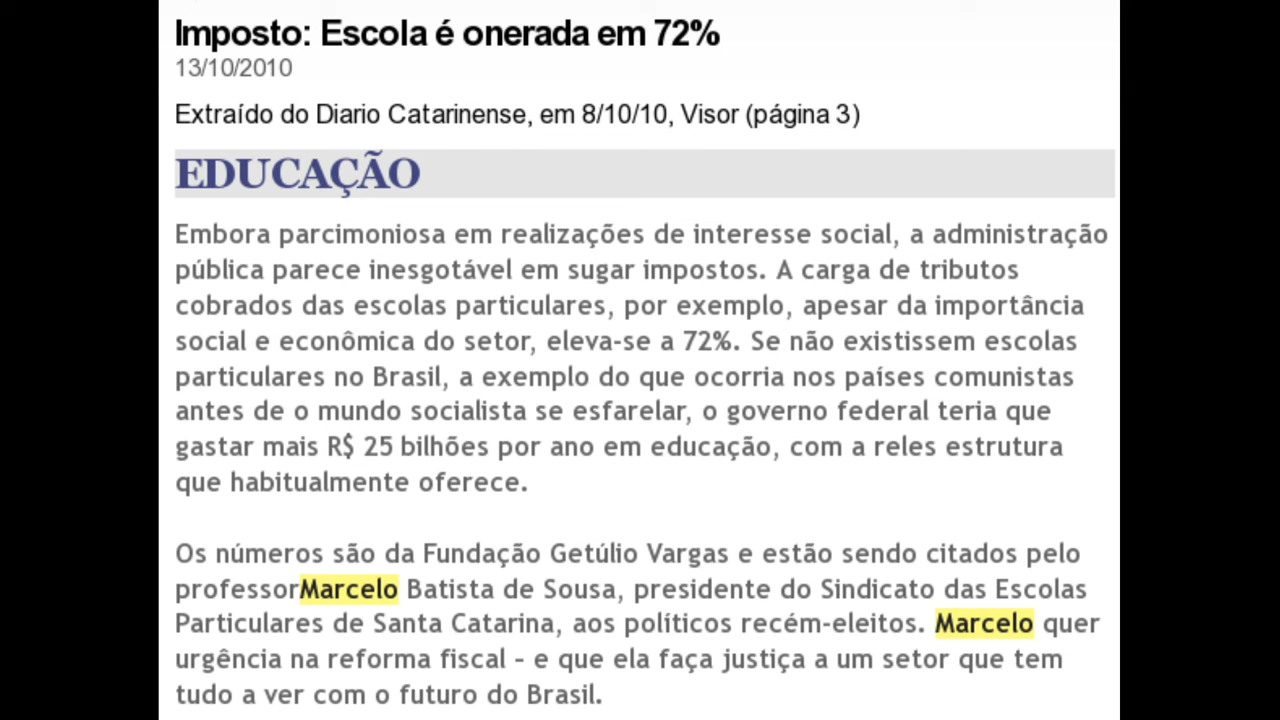 Imposto: Escola é onerada em 72%
13/10/2010
Extraído do Diario Catarinense, em 8/10/10, Visor (página 3)
EDUCAÇÃO
Embora parcimoniosa em realizações de interesse social, a administração
pública parece inesgotável em sugar impostos. A carga de tributos
cobrados das escolas particulares, por exemplo, apesar da importância
social e econômica do setor, eleva-se a 72%. Se não existissem escolas
particulares no Brasil, a exemplo do que ocorria nos países comunistas
antes de o mundo socialista se esfarelar, o governo federal teria que
gastar mais R$ 25 bilhões por ano em educação, com a reles estrutura
que habitualmente oferece.
Os números são da Fundação Getúlio Vargas e estão sendo citados pelo
professorMarcelo Batista de Sousa, presidente do Sindicato das Escolas
Particulares de Santa Catarina, aos políticos recém-eleitos. Marcelo quer
urgência na reforma fiscal – e que ela faça justiça a um setor que tem
tudo a ver com o futuro do Brasil.